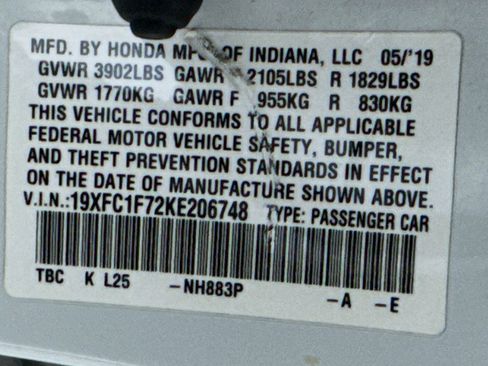 MFD. BY HONDA MFG. OF INDIANA, LLC 05/'19
GVWR 3902LBS GAWR F 2105LBS R 1829LBS
GVWR 1770KG GAWR F 955KG R 830KG
THIS VEHICLE CONFORMS TO ALL APPLICABLE
FEDERAL MOTOR VEHICLE SAFETY, BUMPER,
AND THEFT PREVENTION STANDARDS IN EFFECT
ON THE DATE OF MANUFACTURE SHOWN ABOVE.
V.I.N.:19XFC1F72KE206748 TYPE: PASSENGER CAR
TBC K L25 -NH883P -A -E